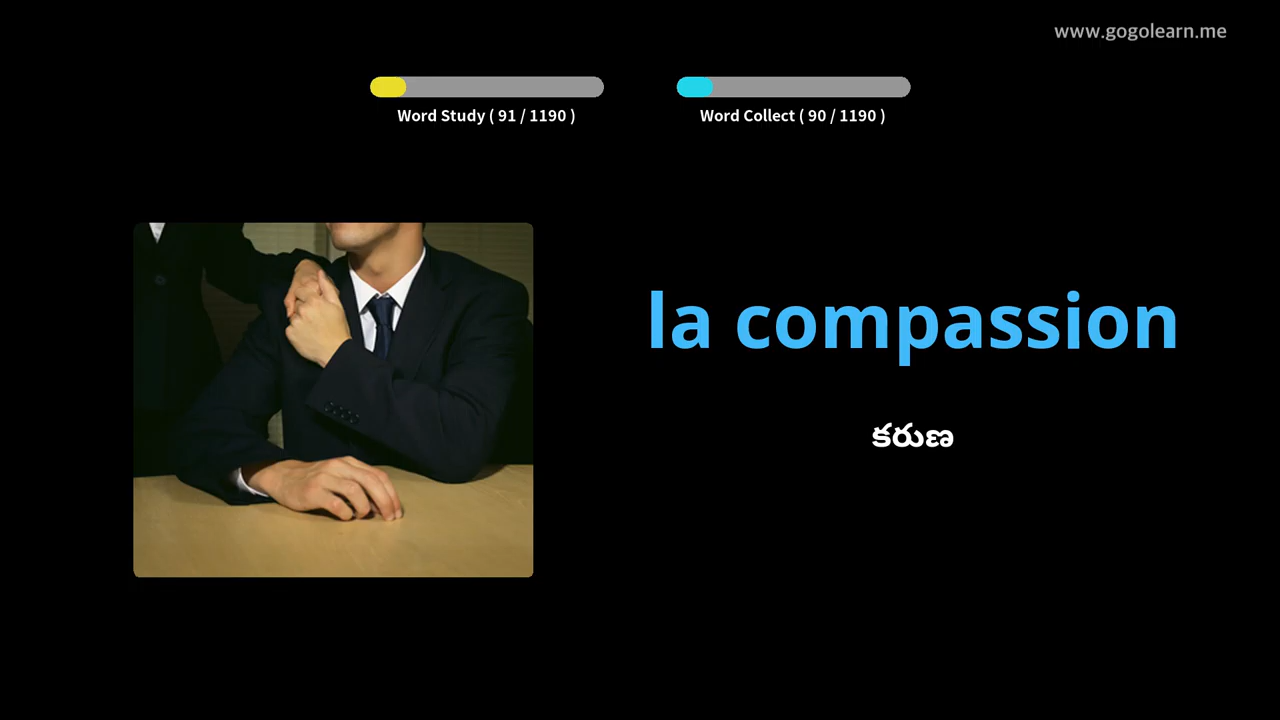 www.gogolearn.me
Word Study ( 91 / 1190 )
Word Collect ( 90 / 1190 )
la compassion
కరుణ